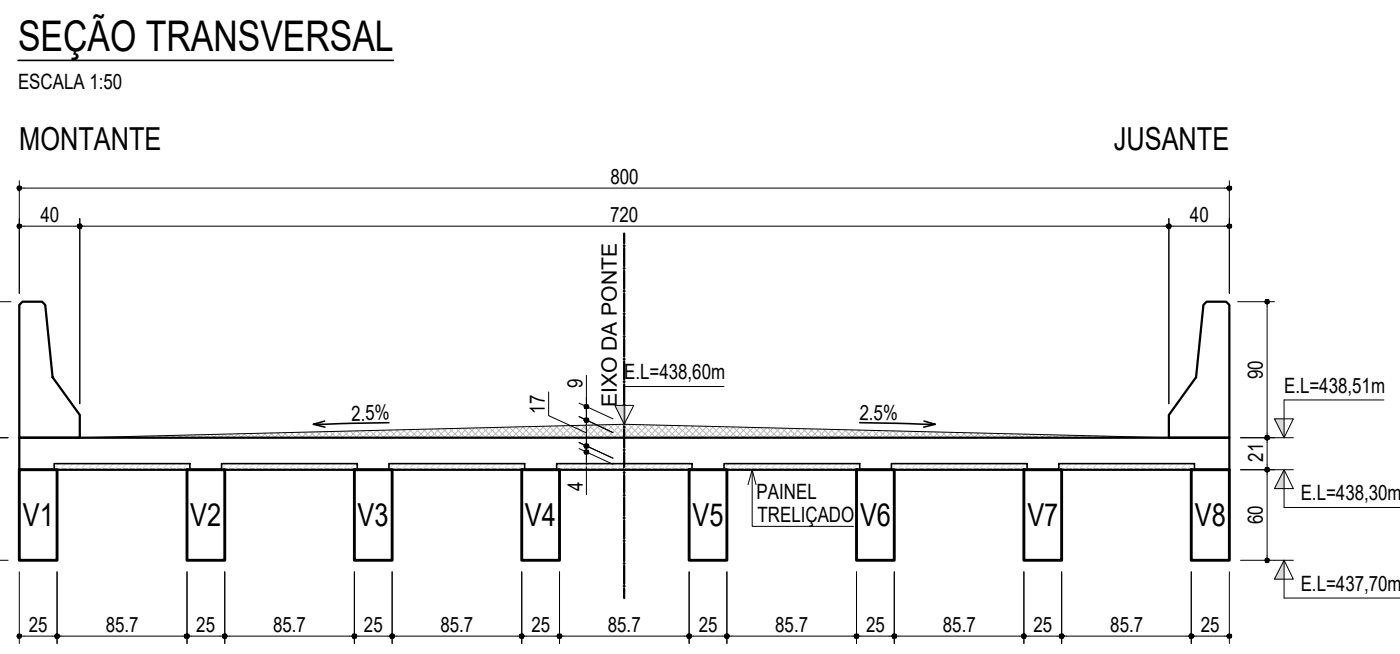 SEÇÃO TRANSVERSAL
ESCALA 1:50
MONTANTE
JUSANTE
800
40
720
40
EIXO DA PONTE
E.L=438,60m
9
17
4
2.5%
2.5%
90
21
60
E.L=438,51m
E.L=438,30m
E.L=437,70m
PAINEL
TRELIÇADO
V1
V2
V3
V4
V5
V6
V7
V8
25
85.7
25
85.7
25
85.7
25
85.7
25
85.7
25
85.7
25
85.7
25